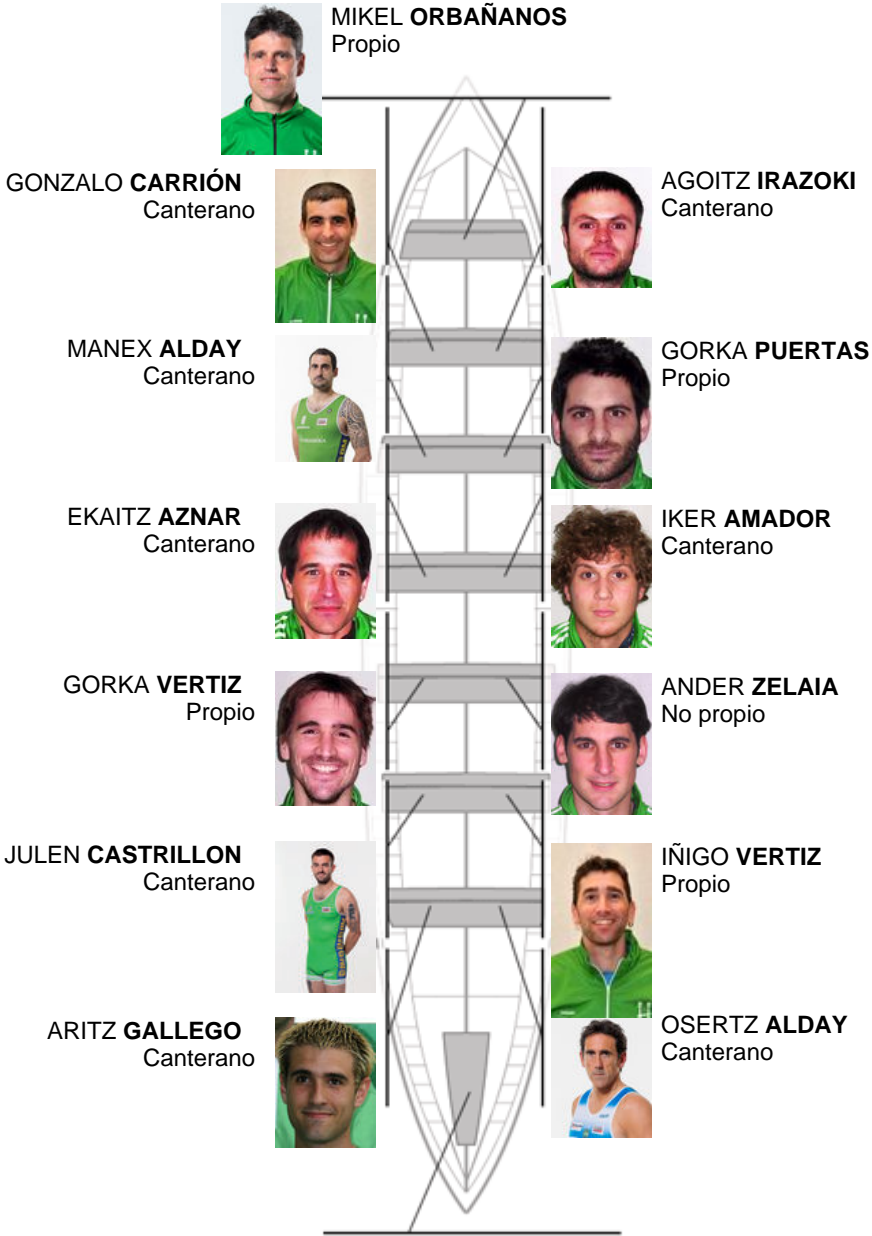 MIKEL ORBAÑANOS
Propio
GONZALO CARRIÓN
Canterano
AGOITZ IRAZOKI
Canterano
MANEX ALDAY
Canterano
GORKA PUERTAS
Propio
EKAITZ AZNAR
Canterano
IKER AMADOR
Canterano
GORKA VERTIZ
Propio
ANDER ZELAIA
No propio
JULEN CASTRILLON
Canterano
IÑIGO VERTIZ
Propio
ARITZ GALLEGO
Canterano
OSERTZ ALDAY
Canterano